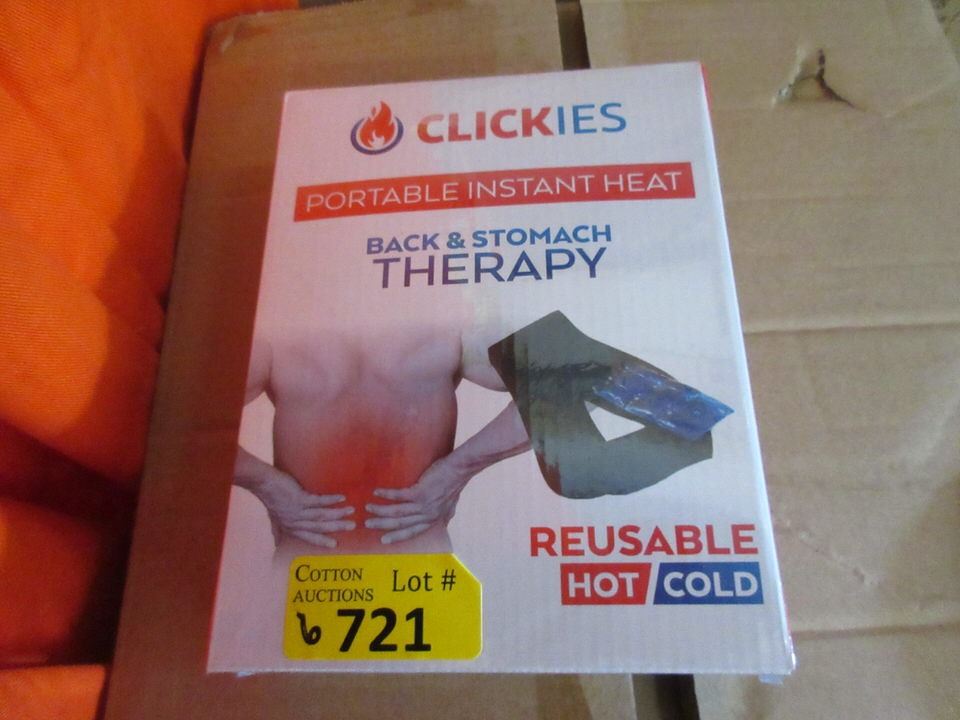 CLICKIES
PORTABLE INSTANT HEAT
BACK & STOMACH
THERAPY
REUSABLE
HOT/COLD
COTTON
AUCTIONS
Lot #
6 721